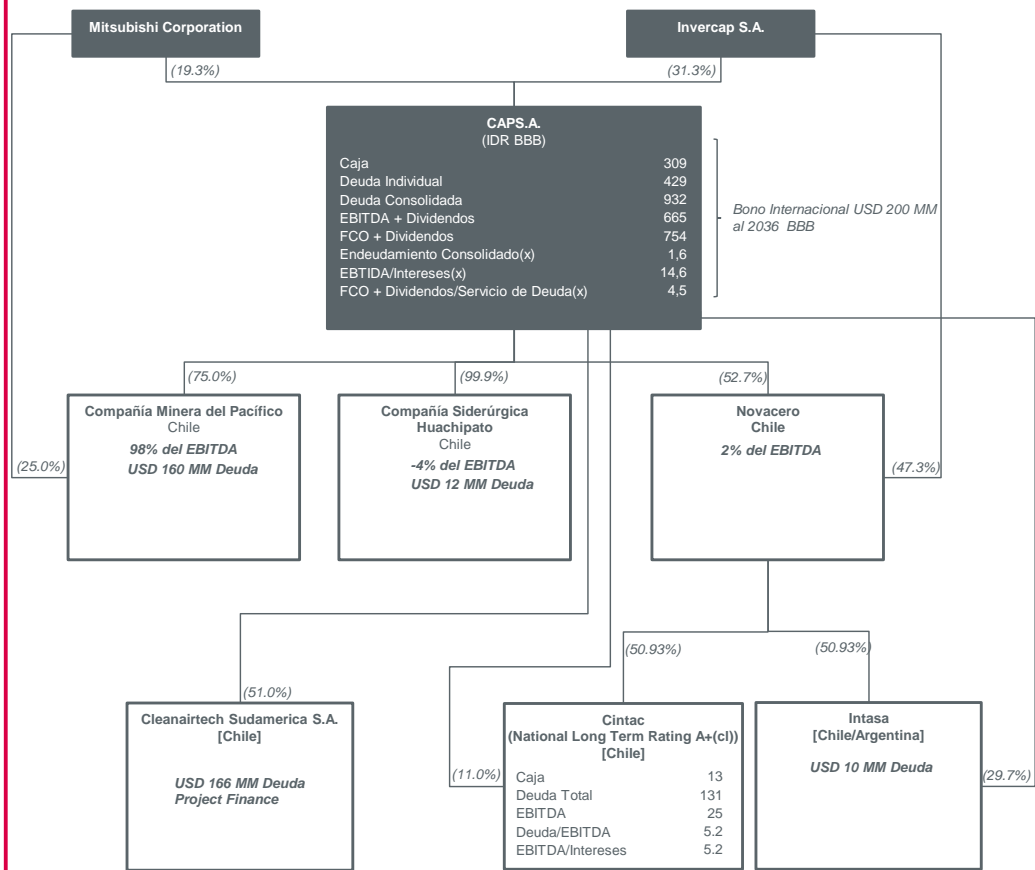 Mitsubishi Corporation
Invercap S.A.
(19.3%)
(31.3%)
CAPS.A.
(IDR BBB)
Caja 309
Deuda Individual 429
Deuda Consolidada 932
EBITDA + Dividendos 665
FCO + Dividendos 754
Endeudamiento Consolidado(x) 1,6
EBTIDA/Intereses(x) 14,6
FCO + Dividendos/Servicio de Deuda(x) 4,5
Bono Internacional USD 200 MM
al 2036 BBB
(75.0%)
(99.9%)
(52.7%)
Compañía Minera del Pacífico
Chile
98% del EBITDA
USD 160 MM Deuda
(25.0%)
Compañía Siderúrgica
Huachipato
Chile
-4% del EBITDA
USD 12 MM Deuda
Novacero
Chile
2% del EBITDA
(47.3%)
(50.93%)
(50.93%)
(51.0%)
Cleanairtech Sudamerica S.A.
[Chile]
USD 166 MM Deuda
Project Finance
(11.0%)
Cintac
(National Long Term Rating A+(cl))
[Chile]
Caja 13
Deuda Total 131
EBITDA 25
Deuda/EBITDA 5.2
EBITDA/Intereses 5.2
Intasa
[Chile/Argentina]
USD 10 MM Deuda
(29.7%)